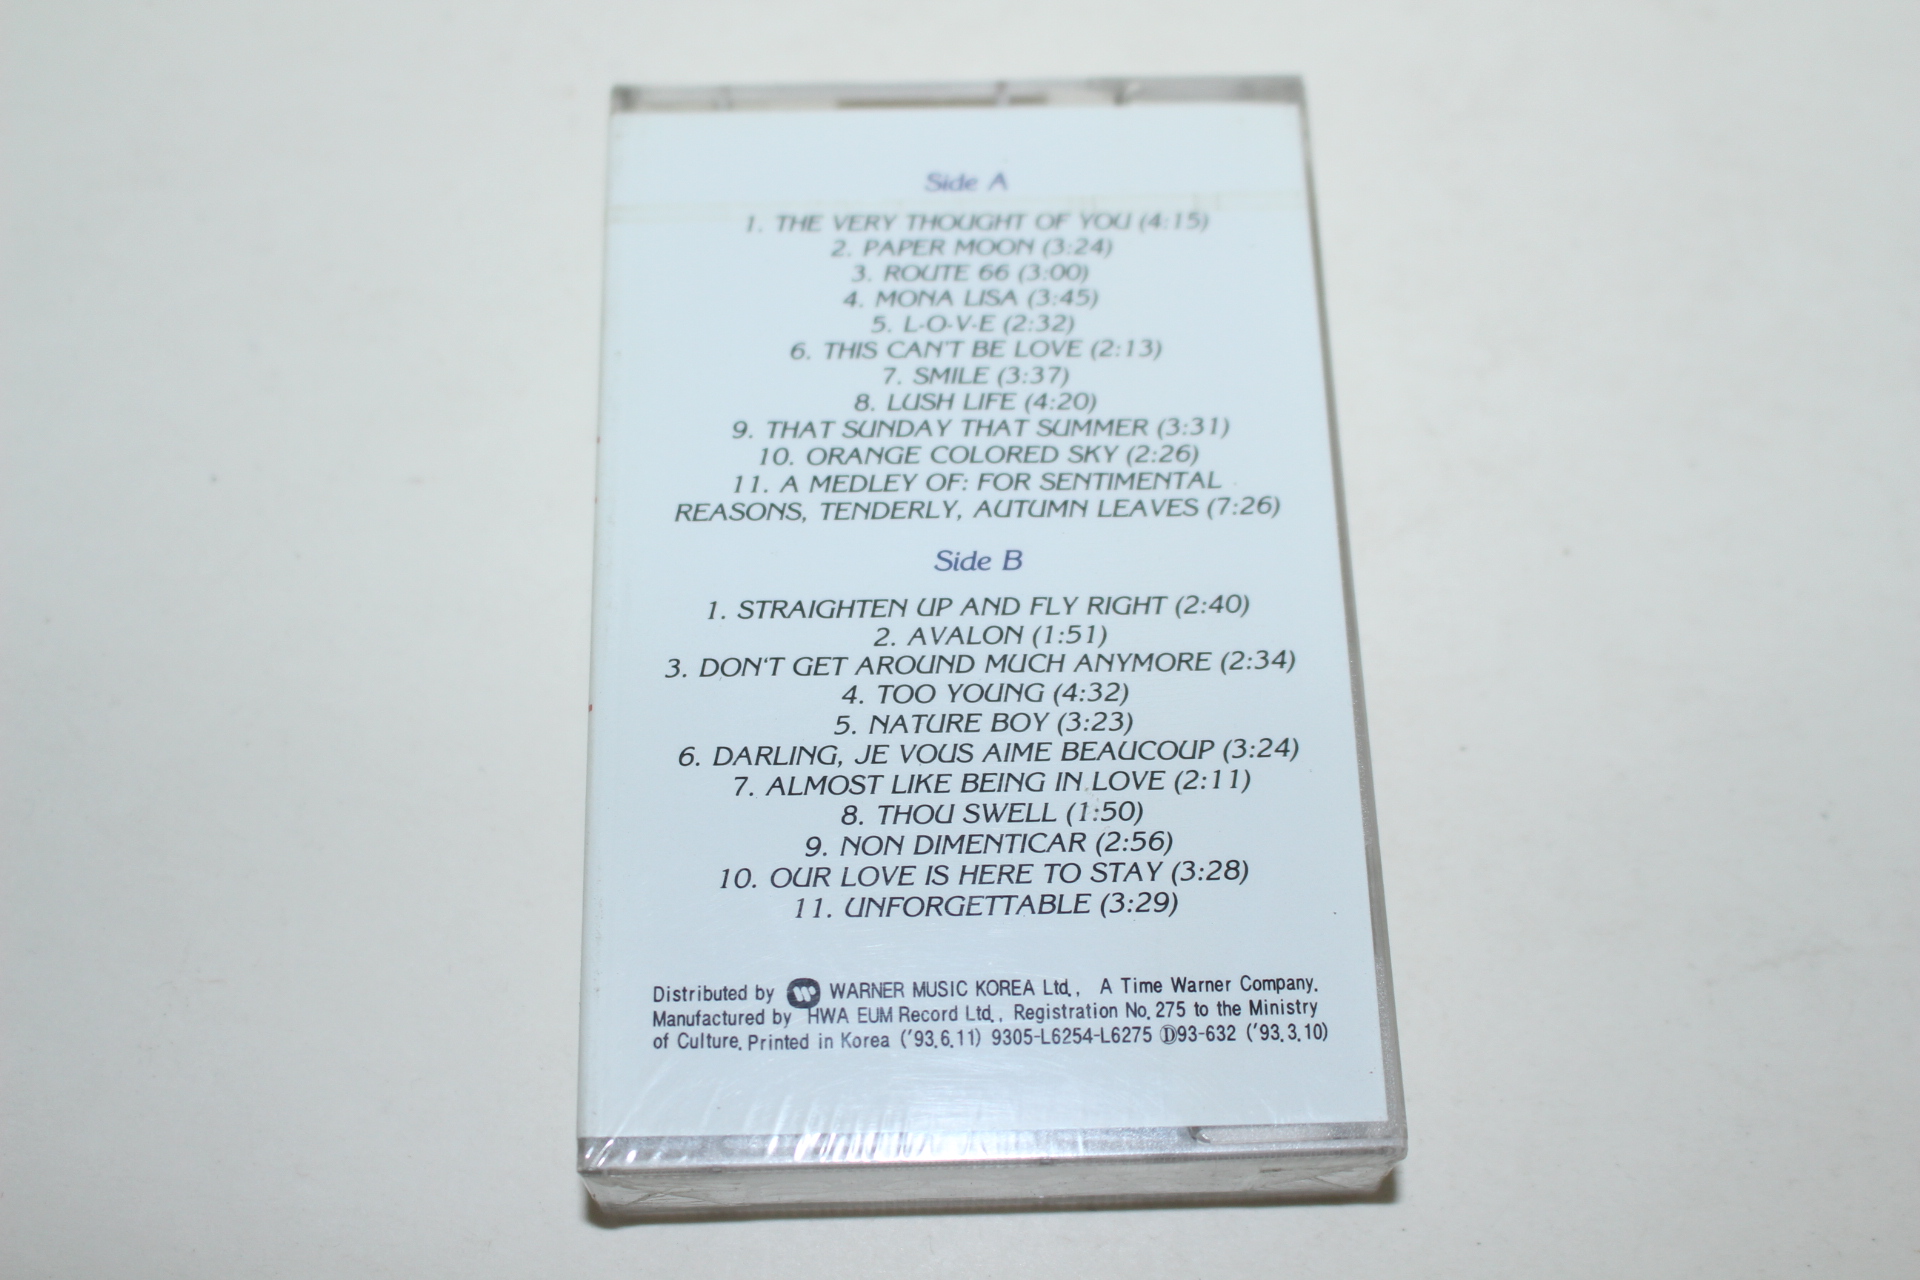 Side A
1. THE VERY THOUGHT OF YOU (4:15)
2. PAPER MOON (3:24)
3. ROUTE 66 (3:00)
4. MONA LISA (3:45)
5. L-O-V-E (2:32)
6. THIS CAN'T BE LOVE (2:13)
7. SMILE (3:37)
8. LUSH LIFE (4:20)
9. THAT SUNDAY THAT SUMMER (3:31)
10. ORANGE COLORED SKY (2:26)
11. A MEDLEY OF: FOR SENTIMENTAL
REASONS, TENDERLY, AUTUMN LEAVES (7:26)
Side B
1. STRAIGHTEN UP AND FLY RIGHT (2:40)
2. AVALON (1:51)
3. DON'T GET AROUND MUCH ANYMORE (2:34)
4. TOO YOUNG (4:32)
5. NATURE BOY (3:23)
6. DARLING, JE VOUS AIME BEAUCOUP (3:24)
7. ALMOST LIKE BEING IN LOVE (2:11)
8. THOU SWELL (1:50)
9. NON DIMENTICAR (2:56)
10. OUR LOVE IS HERE TO STAY (3:28)
11. UNFORGETTABLE (3:29)
Distributed by WARNER MUSIC KOREA Ltd., A Time Warner Company.
Manufactured by HWA EUM Record Ltd., Registration No. 275 to the Ministry
of Culture. Printed in Korea ('93.6.11) 9305-L6254-L6275 Ⓓ93-632 ('93.3.10)